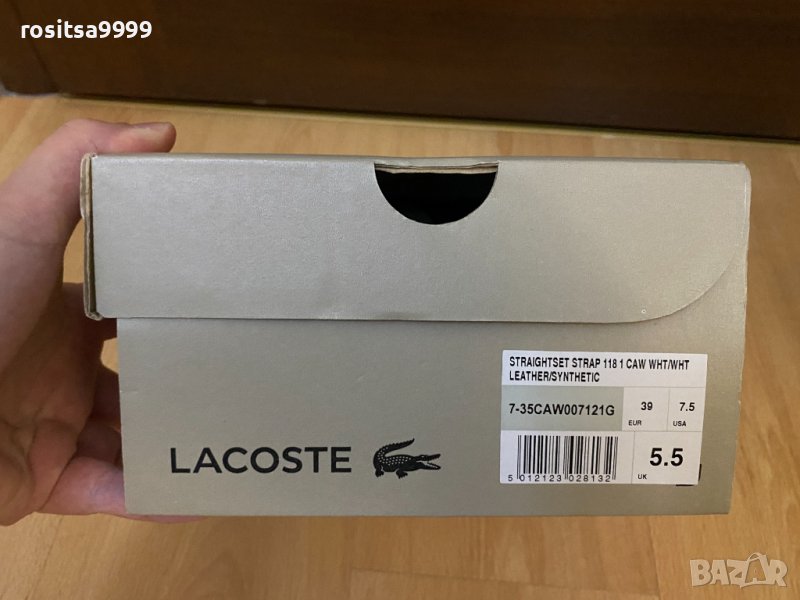 rositsa9999
STRAIGHTSET STRAP 118 1 CAW WHT/WHT
LEATHER/SYNTHETIC
7-35CAW007121G
39
EUR
7.5
USA
5 012123 028132
5.5
UK
LACOSTE
BAZAR